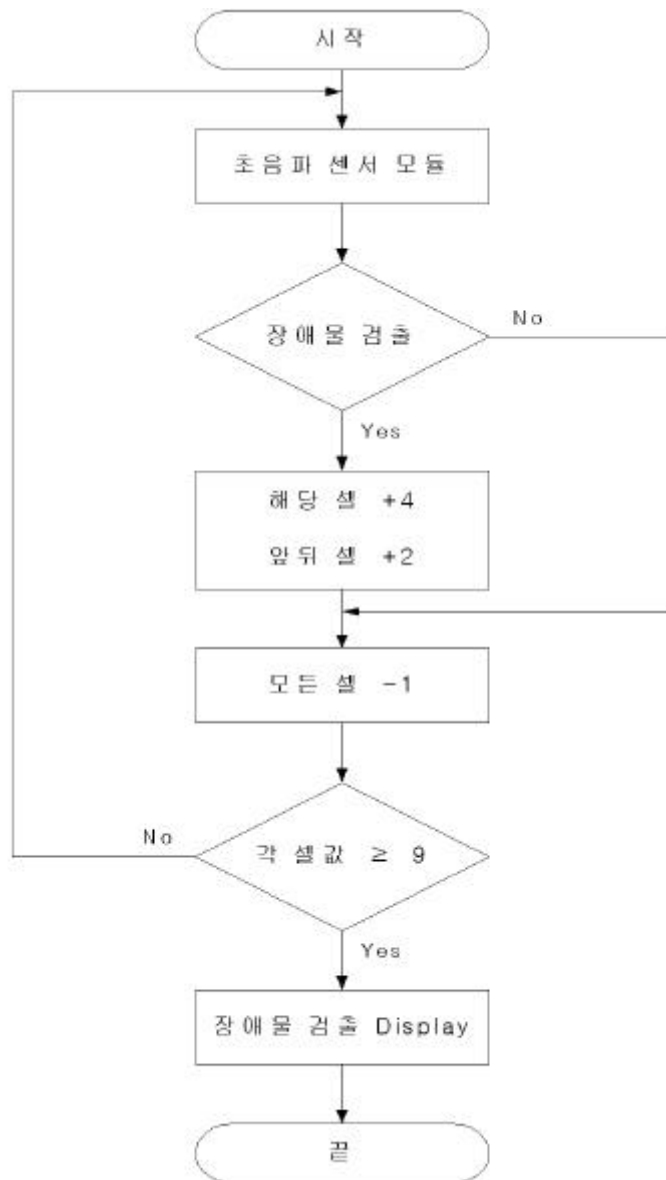 시작
초음파 센서 모듈
장애물 검출
No
Yes
해당 셀 +4
앞뒤 셀 +2
모든 셀 -1
No
각 셀값 ≥ 9
Yes
장애물 검출 Display
끝